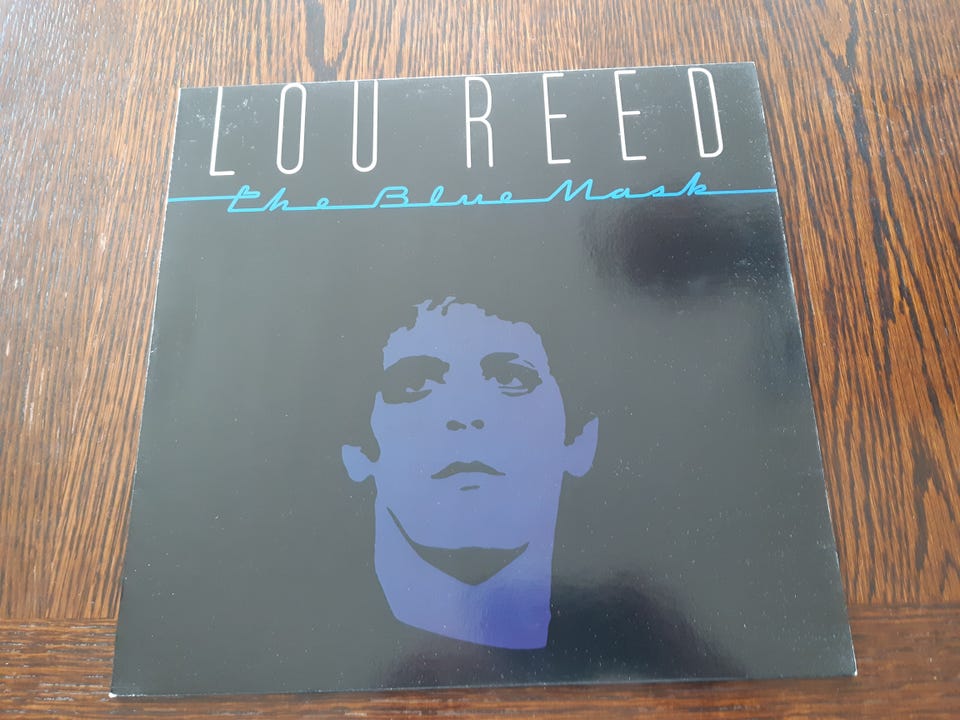 LOU REED
the Blue Mask